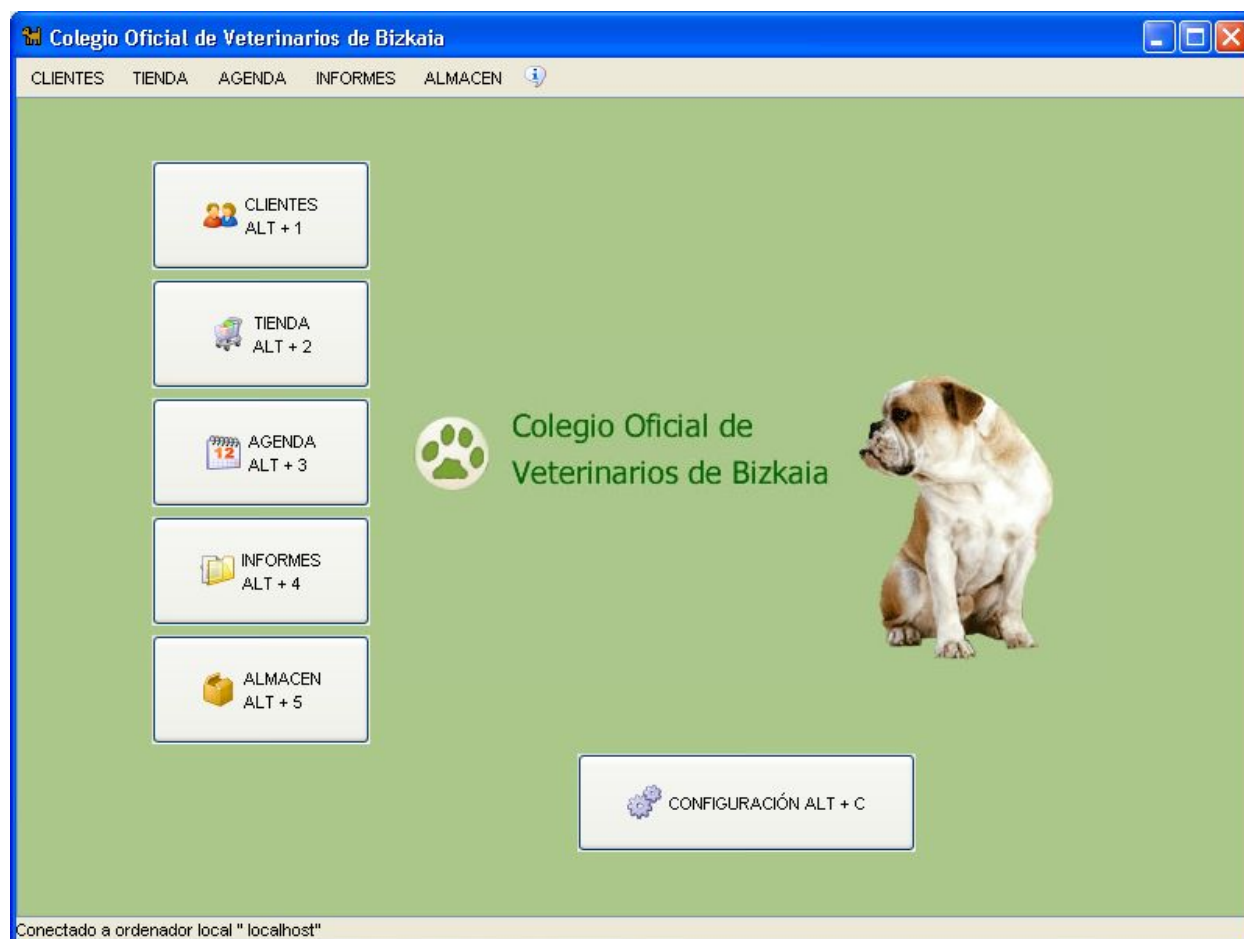 Colegio Oficial de Veterinarios de Bizkaia
CLIENTES TIENDA AGENDA INFORMES ALMACEN
CLIENTES
ALT + 1
TIENDA
ALT + 2
12
AGENDA
ALT + 3
INFORMES
ALT + 4
ALMACEN
ALT + 5
Colegio Oficial de
Veterinarios de Bizkaia
CONFIGURACIÓN ALT + C
Conectado a ordenador local " localhost"